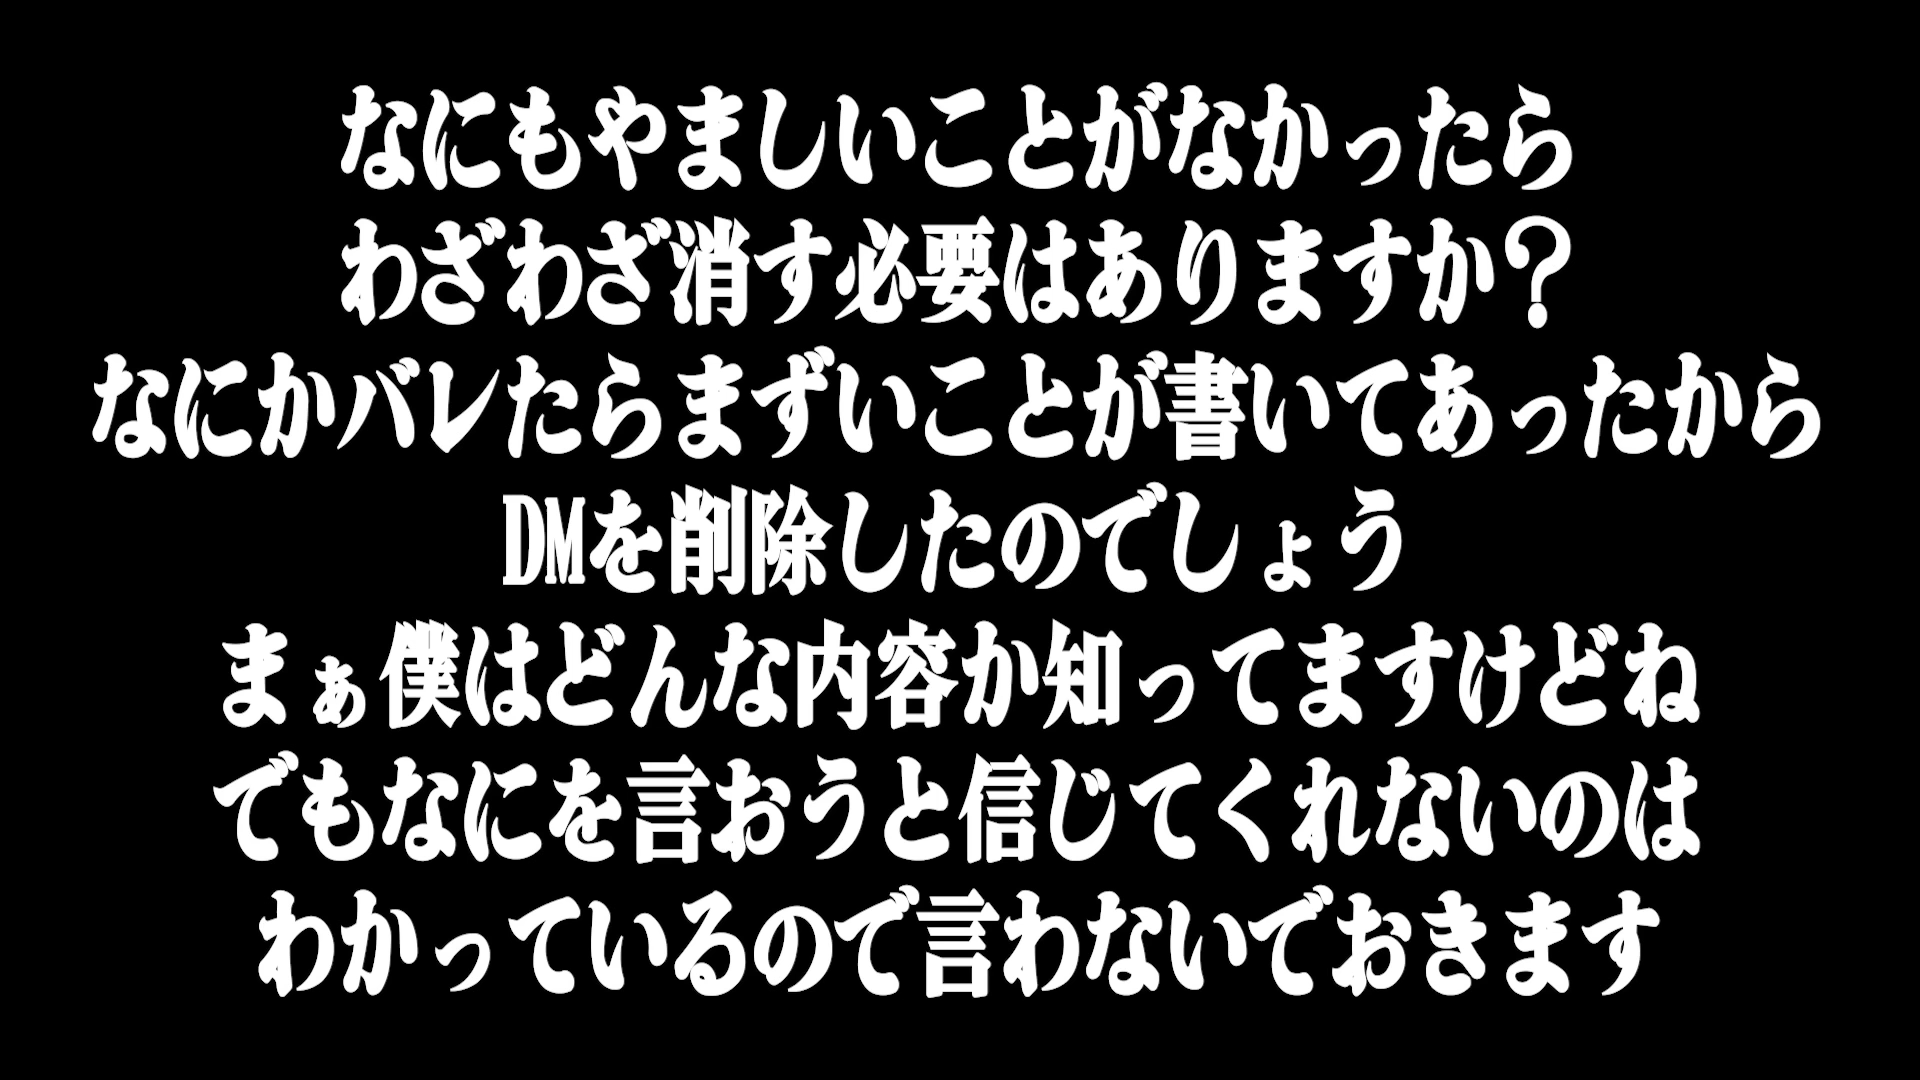 なにもやましいことがなかったら
わざわざ消す必要はありますか？
なにかバレたらまずいことが書いてあったから
DMを削除したのでしょう
まぁ僕はどんな内容か知ってますけどね
でもなにを言おうと信じてくれないのは
わかっているので言わないでおきます